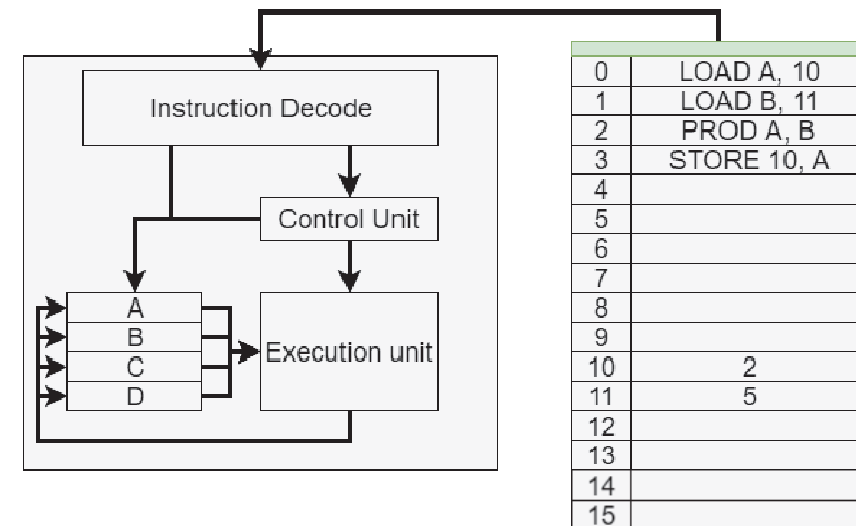 Instruction Decode
Control Unit
A
B
C
D
Execution unit
0 LOAD A, 10
1 LOAD B, 11
2 PROD A, B
3 STORE 10, A
4
5
6
7
8
9
10 2
11 5
12
13
14
15